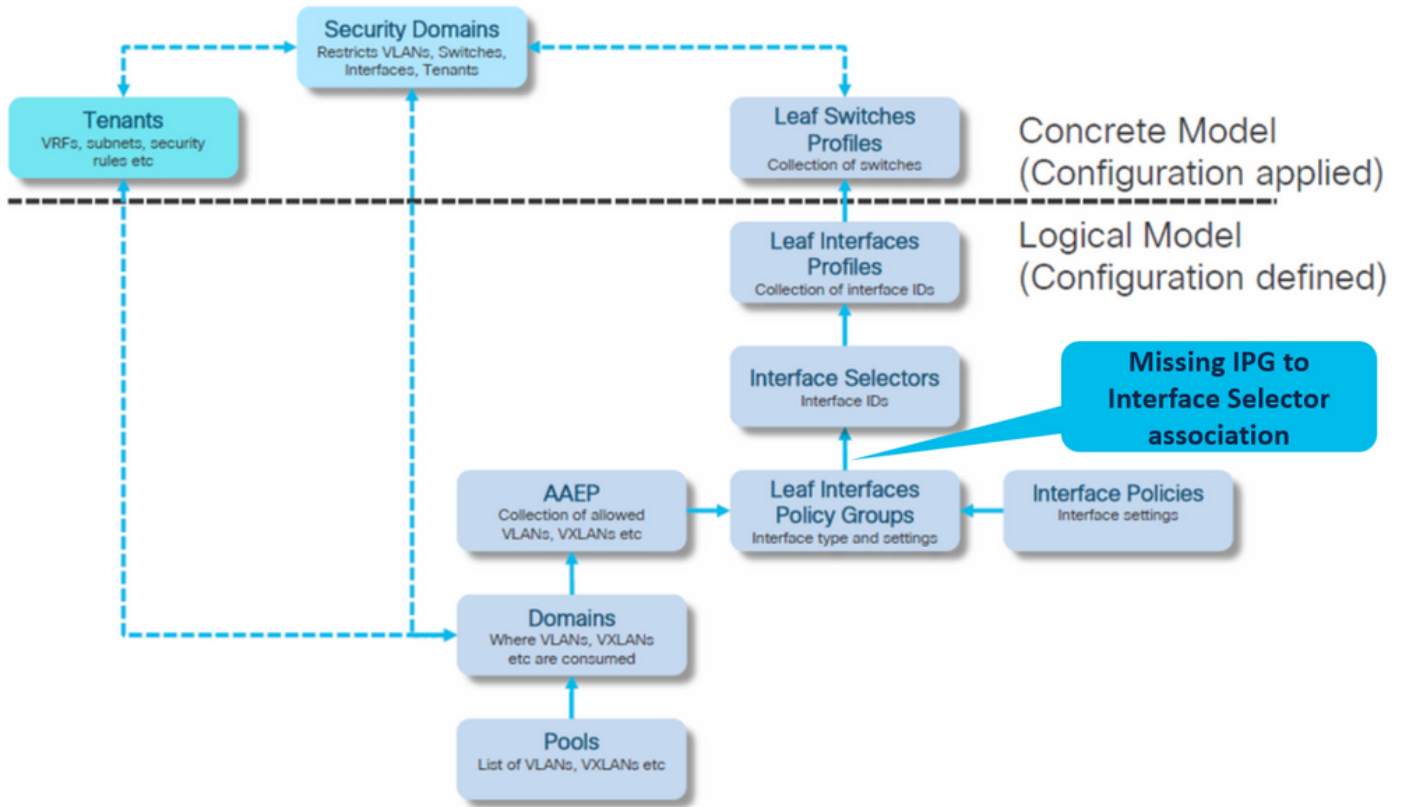 Security Domains
Restricts VLANs, Switches,
Interfaces, Tenants
Tenants
VRFs, subnets, security
rules etc
Leaf Switches
Profiles
Collection of switches
Concrete Model
(Configuration applied)
Leaf Interfaces
Profiles
Collection of interface IDs
Logical Model
(Configuration defined)
Interface Selectors
Interface IDs
Missing IPG to
Interface Selector
association
AAEP
Collection of allowed
VLANs, VXLANs etc
Leaf Interfaces
Policy Groups
Interface type and settings
Interface Policies
Interface settings
Domains
Where VLANs, VXLANs
etc are consumed
Pools
List of VLANs, VXLANs etc